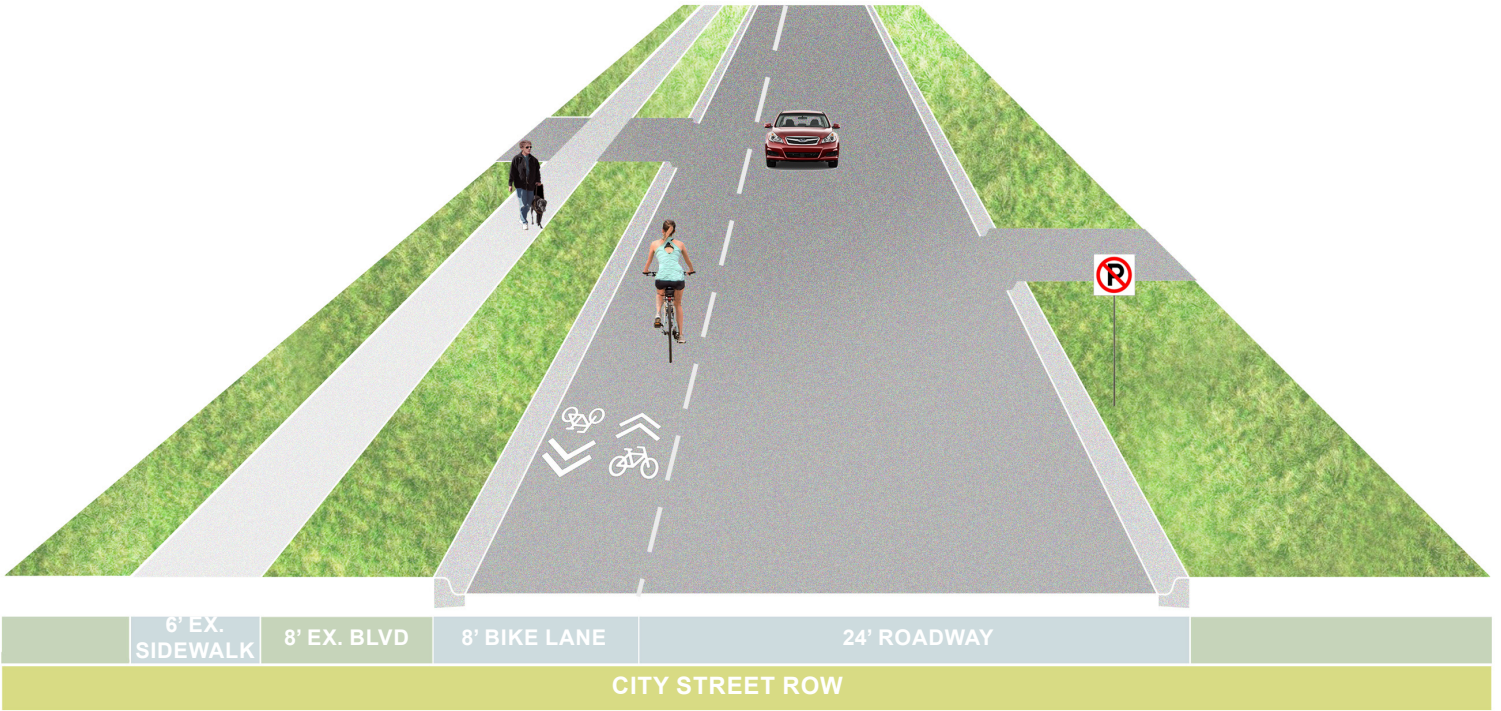 P
6’ EX.
SIDEWALK
8’ EX. BLVD
8’ BIKE LANE
24’ ROADWAY
CITY STREET ROW